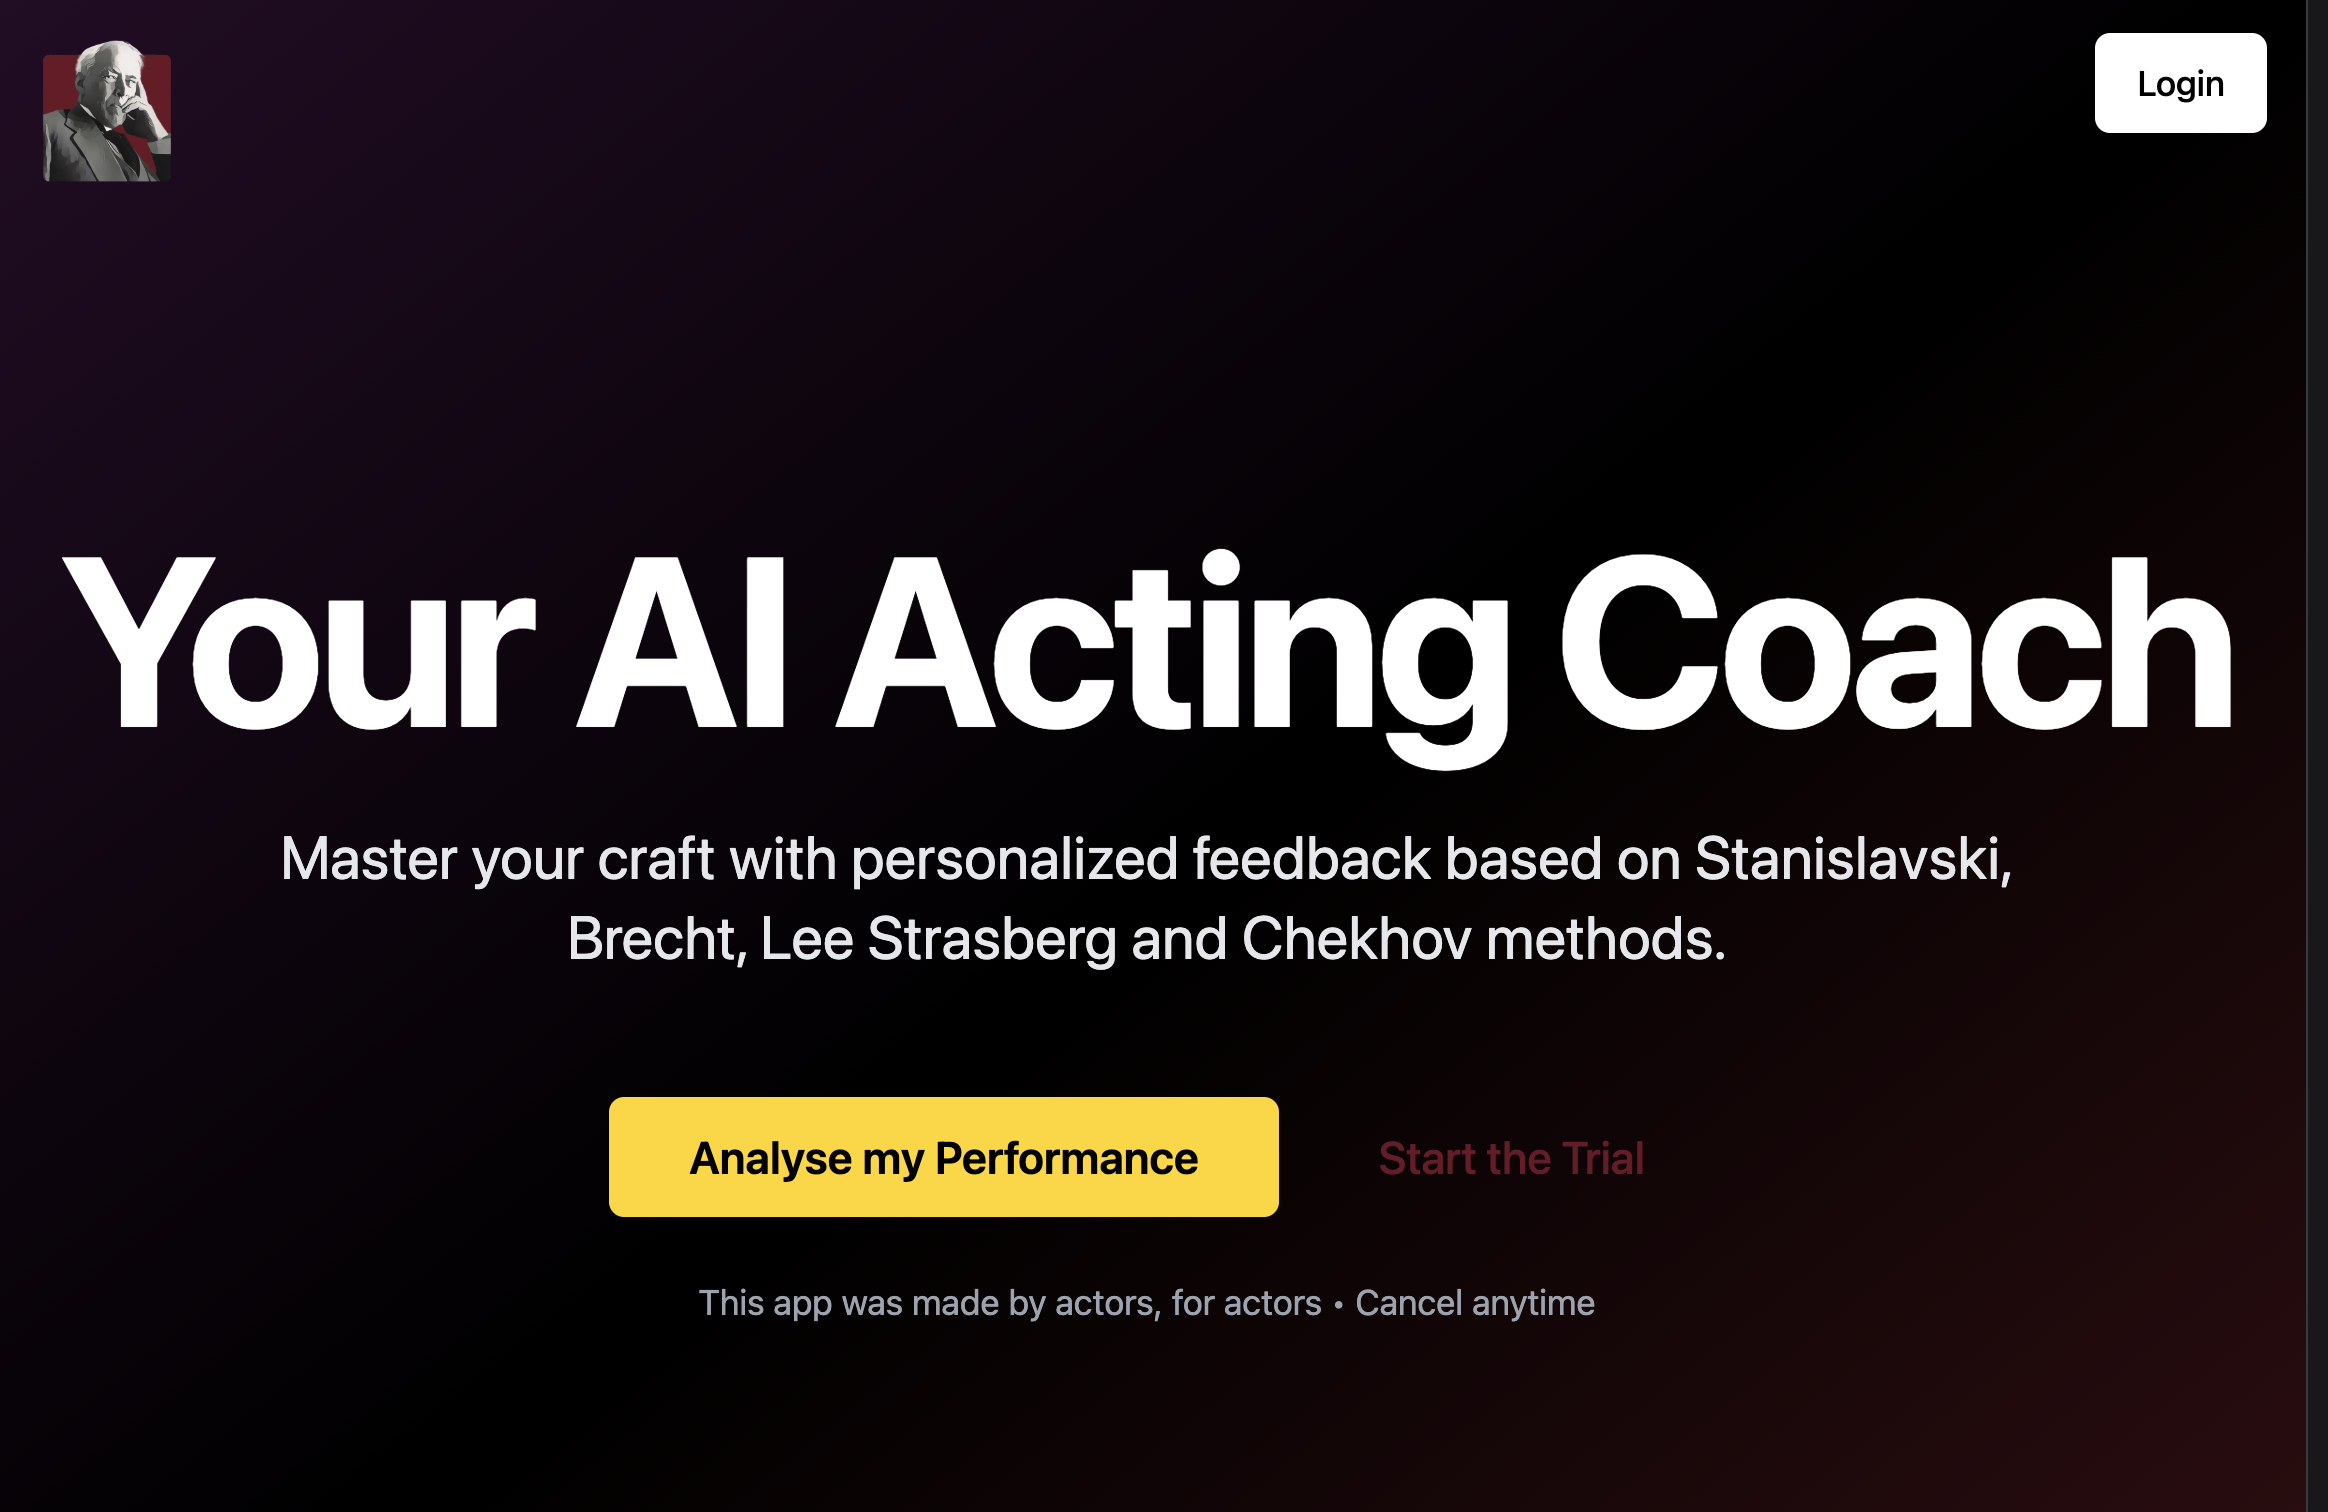 Login
Your AI Acting Coach
Master your craft with personalized feedback based on Stanislavski,
Brecht, Lee Strasberg and Chekhov methods.
Analyse my Performance
Start the Trial
This app was made by actors, for actors • Cancel anytime